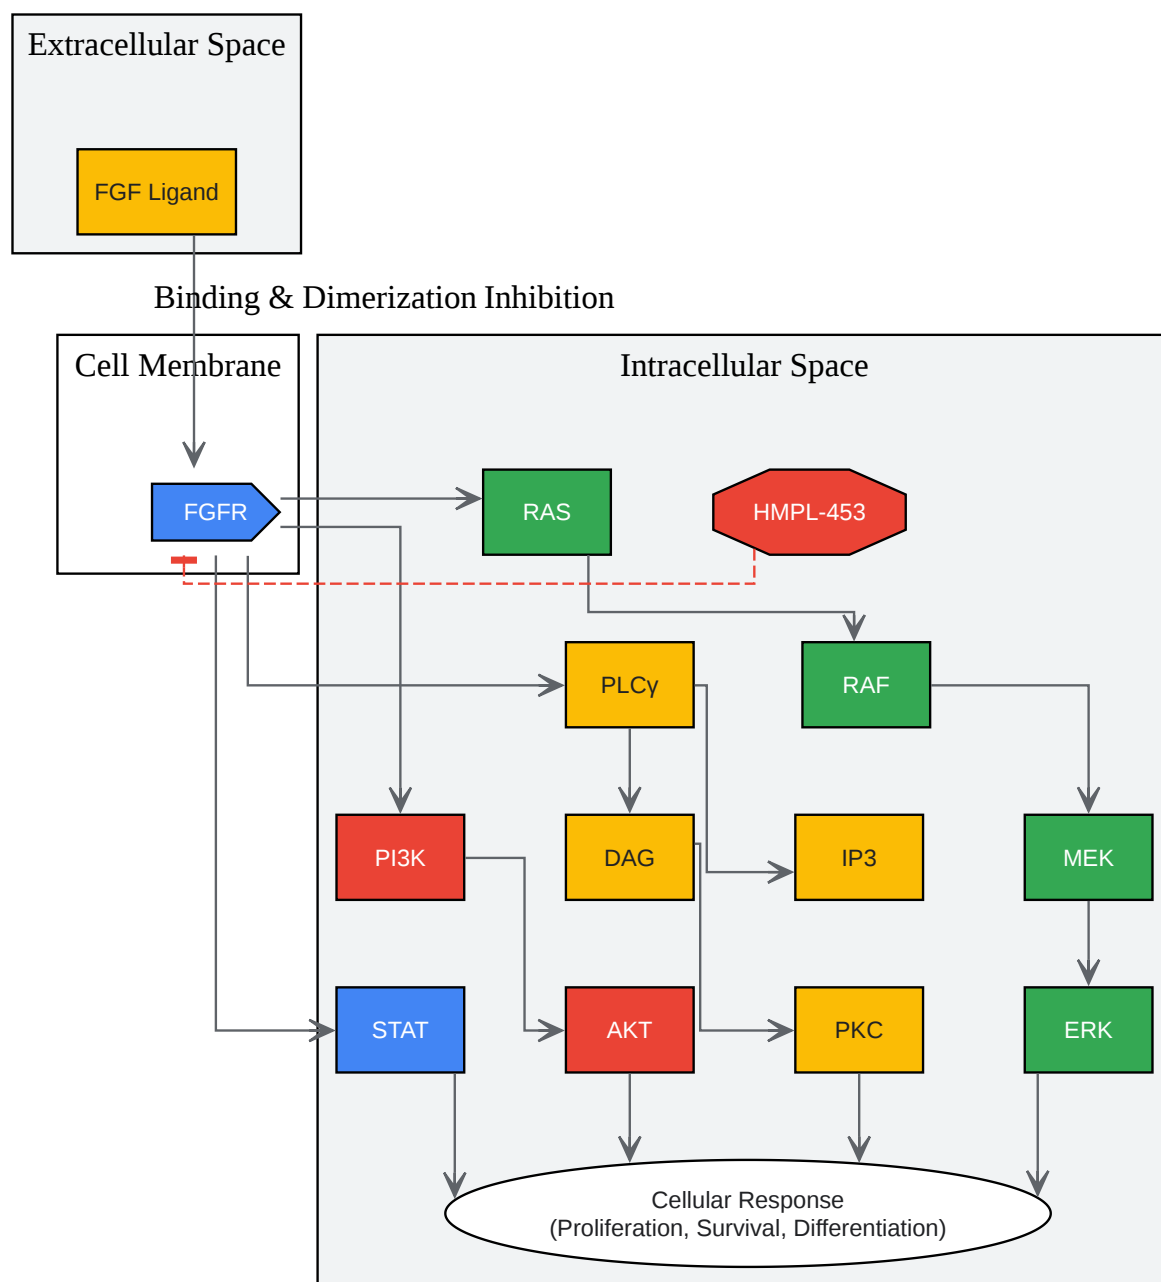 Extracellular Space
FGF Ligand
Binding & Dimerization Inhibition
Cell Membrane
Intracellular Space
FGFR
RAS
HMPL-453
PLCγ
RAF
PI3K
DAG
IP3
MEK
STAT
AKT
PKC
ERK
Cellular Response
(Proliferation, Survival, Differentiation)